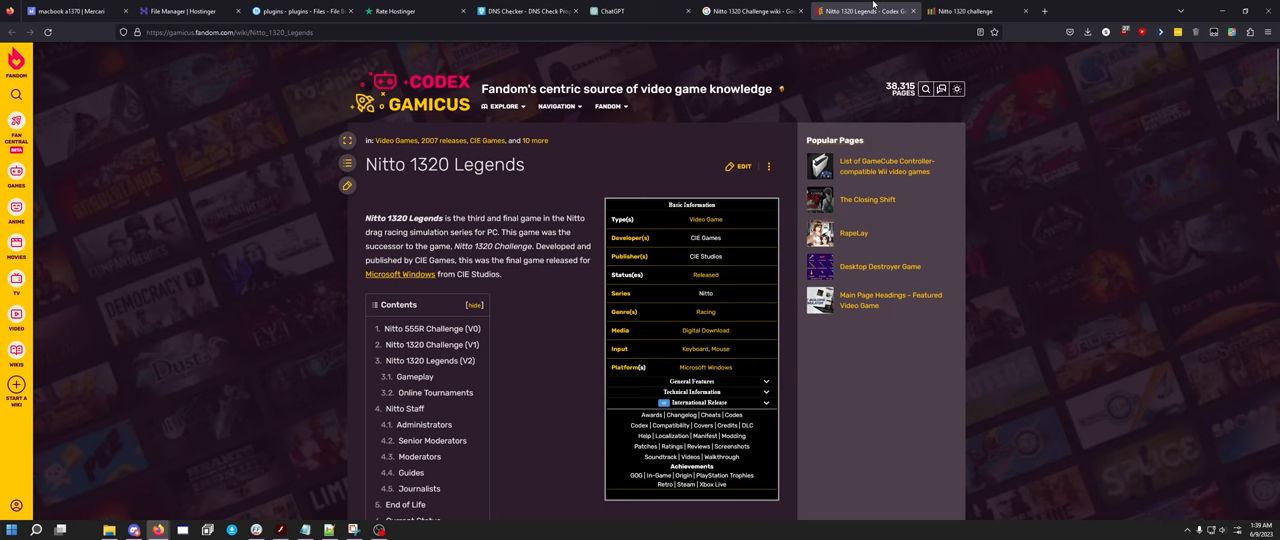 macbook a1370 | Mercari
File Manager | Hostinger
plugins - plugins - Files - File B
Rate Hostinger
DNS Checker - DNS Check Pro
ChatGPT
Nitto 1320 Challenge wiki - Go
Nitto 1320 Legends - Codex G
Nitto 1320 challenge
https://gamicus.fandom.com/wiki/Nitto_1320_Legends
27
FANDOM
FAN CENTRAL
BETA
GAMES
ANIME
MOVIES
TV
VIDEO
WIKIS
START A WIKI
CODEX
GAMICUS
Fandom's centric source of video game knowledge
EXPLORE
NAVIGATION
FANDOM
38,315
PAGES
in: Video Games, 2007 releases, CIE Games, and 10 more
Nitto 1320 Legends
EDIT
Nitto 1320 Legends is the third and final game in the Nitto
drag racing simulation series for PC. This game was the
successor to the game, Nitto 1320 Challenge. Developed and
published by CIE Games, this was the final game released for
Microsoft Windows from CIE Studios.
Contents [hide]
1. Nitto 555R Challenge (V0)
2. Nitto 1320 Challenge (V1)
3. Nitto 1320 Legends (V2)
3.1. Gameplay
3.2. Online Tournaments
4. Nitto Staff
4.1. Administrators
4.2. Senior Moderators
4.3. Moderators
4.4. Guides
4.5. Journalists
5. End of Life
Basic Information
Type(s) Video Game
Developer(s) CIE Games
Publisher(s) CIE Studios
Status(es) Released
Series Nitto
Genre(s) Racing
Media Digital Download
Input Keyboard, Mouse
Platform(s) Microsoft Windows
General Features
Technical Information
International Release
Awards | Changelog | Cheats | Codes
Codex | Compatibility | Covers | Credits | DLC
Help | Localization | Manifest | Modding
Patches | Ratings | Reviews | Screenshots
Soundtrack | Videos | Walkthrough
Achievements
GOG | In-Game | Origin | PlayStation Trophies
Retro | Steam | Xbox Live
Popular Pages
List of GameCube Controller-
compatible Wii video games
The Closing Shift
RapeLay
Desktop Destroyer Game
Main Page Headings - Featured
Video Game
1:39 AM
6/9/2023